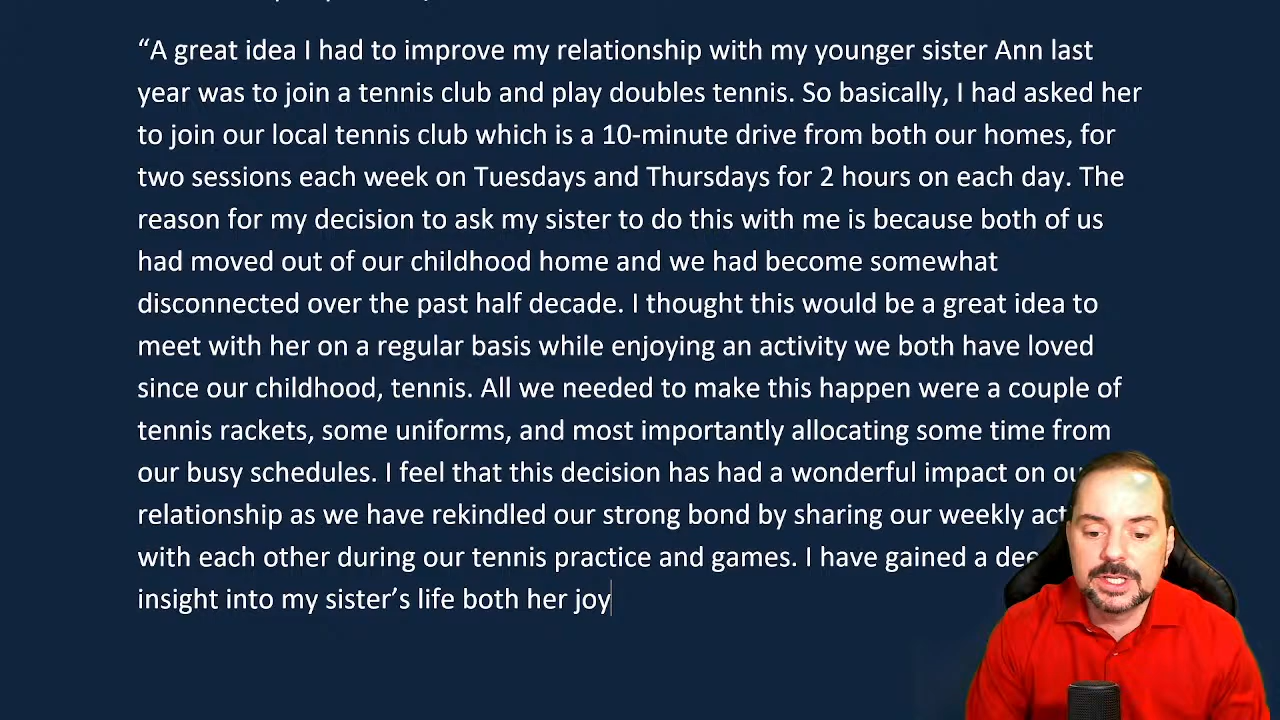 “A great idea I had to improve my relationship with my younger sister Ann last
year was to join a tennis club and play doubles tennis. So basically, I had asked her
to join our local tennis club which is a 10-minute drive from both our homes, for
two sessions each week on Tuesdays and Thursdays for 2 hours on each day. The
reason for my decision to ask my sister to do this with me is because both of us
had moved out of our childhood home and we had become somewhat
disconnected over the past half decade. I thought this would be a great idea to
meet with her on a regular basis while enjoying an activity we both have loved
since our childhood, tennis. All we needed to make this happen were a couple of
tennis rackets, some uniforms, and most importantly allocating some time from
our busy schedules. I feel that this decision has had a wonderful impact on
relationship as we have rekindled our strong bond by sharing our weekly
with each other during our tennis practice and games. I have gained a
insight into my sister’s life both her joy